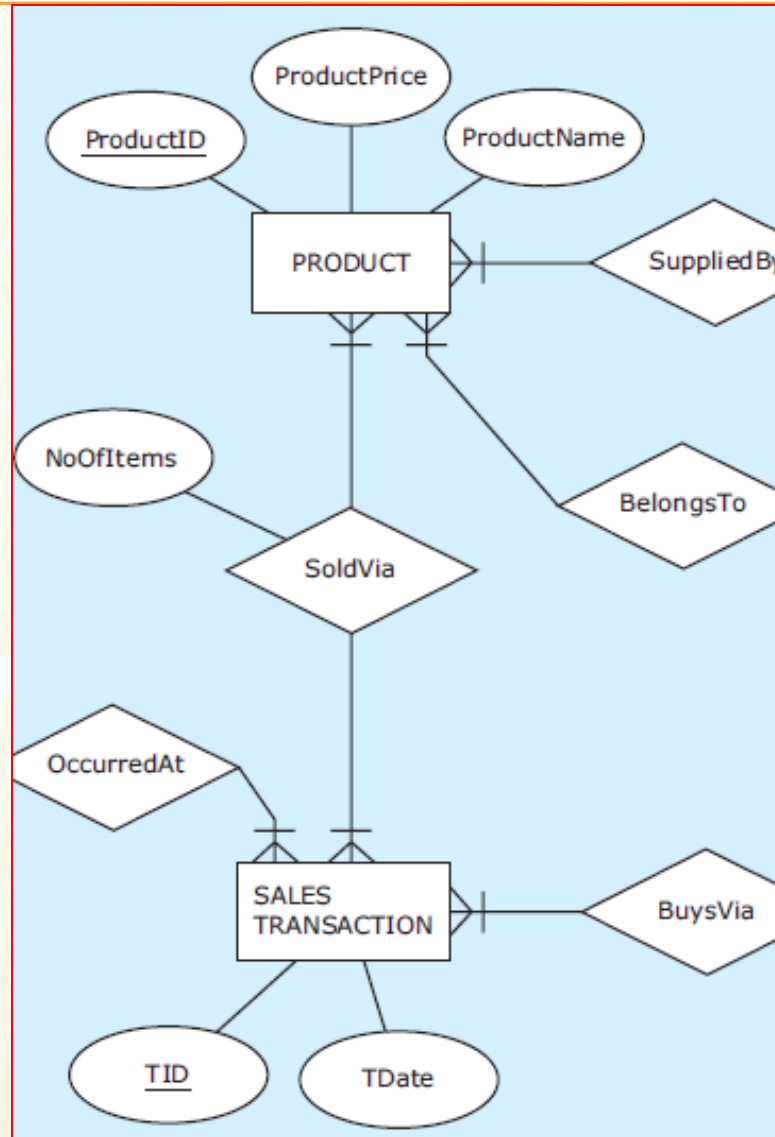 ProductPrice
ProductID
ProductName
PRODUCT
SuppliedBy
NoOfItems
BelongsTo
SoldVia
OccurredAt
SALES
TRANSACTION
BuysVia
TID
TDate